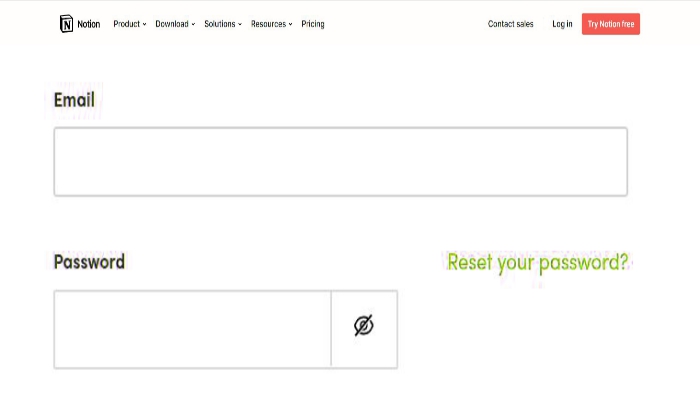 Notion Product Download Solutions Resources Pricing Contact sales Log in Try Notion free
Email
Password Reset your password?